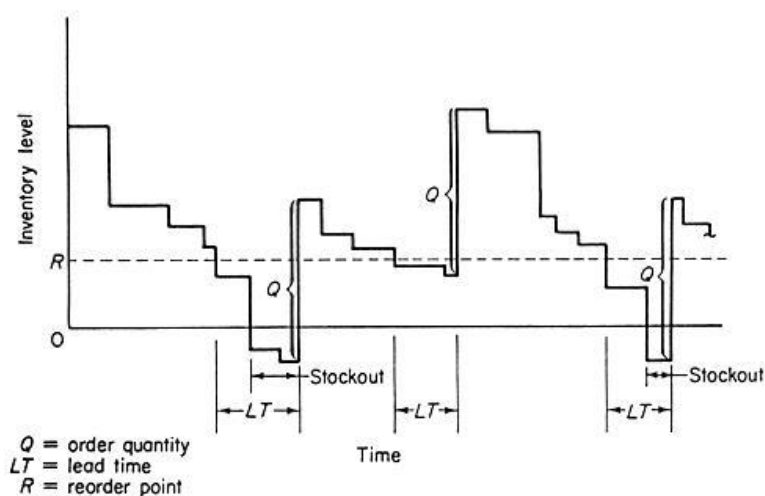 Inventory level
R
O
Q
Q
Q
Stockout
Stockout
LT
LT
LT
Time
Q = order quantity
LT = lead time
R = reorder point